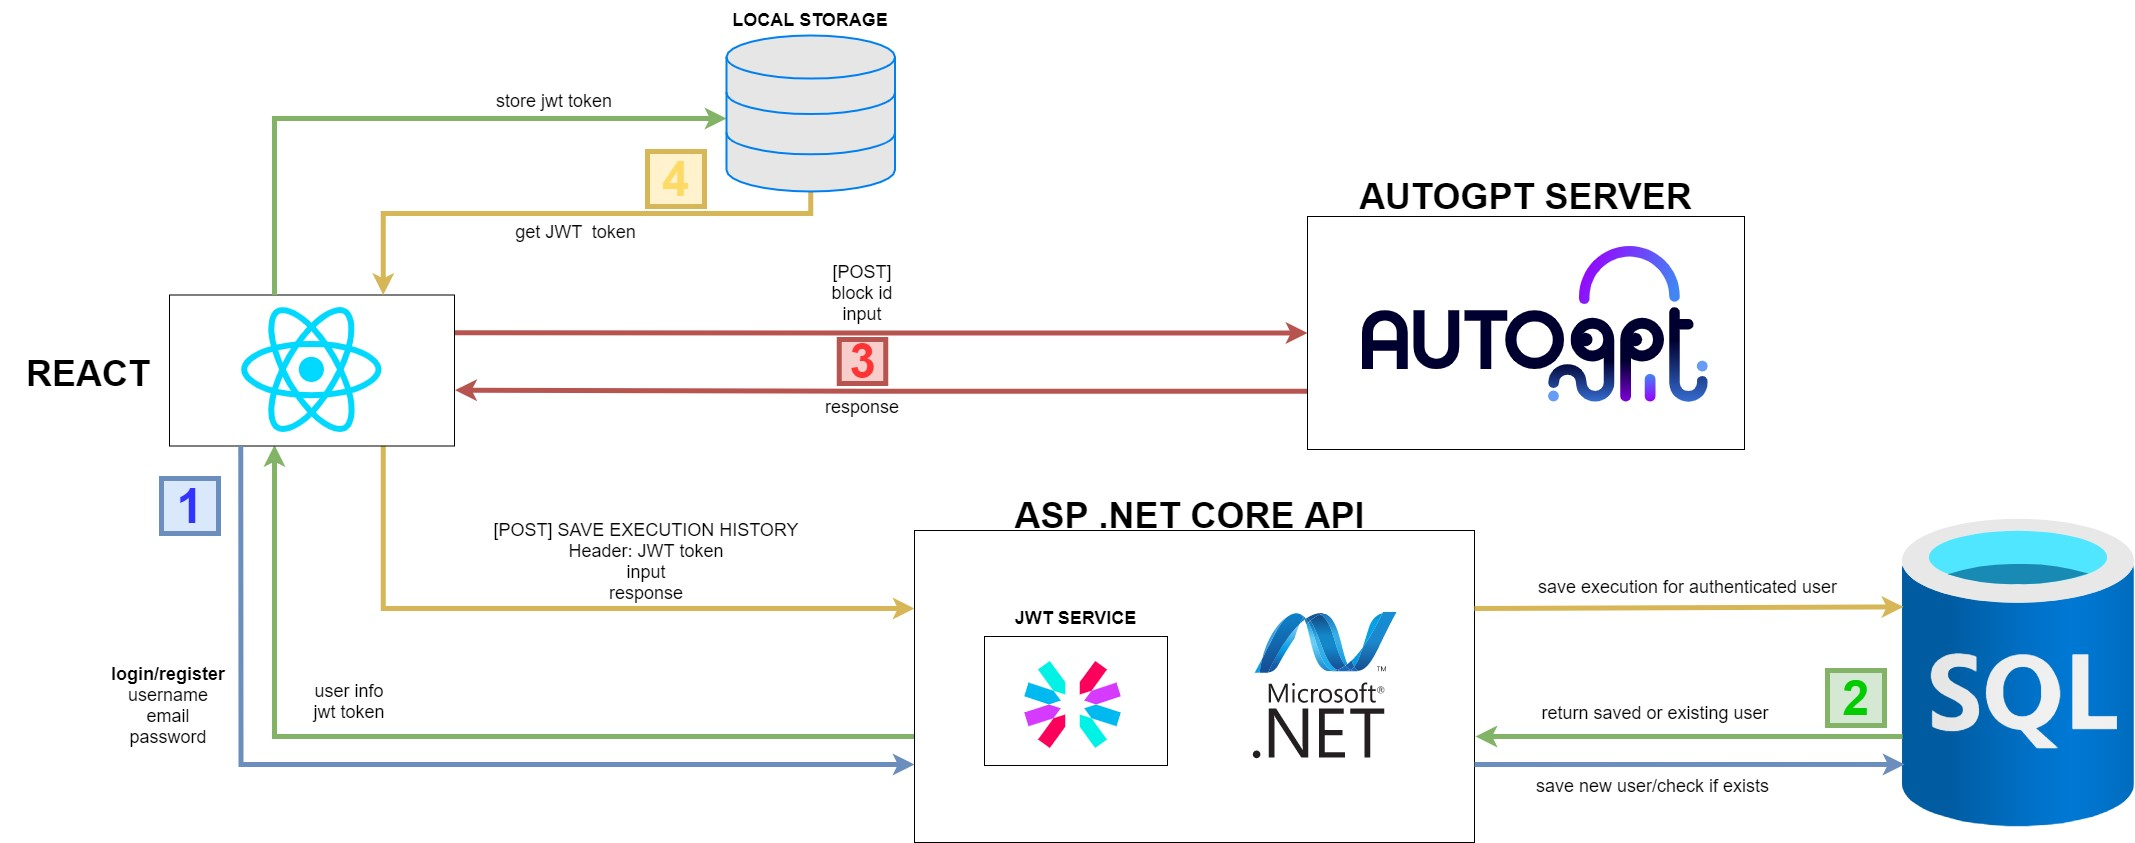 LOCAL STORAGE
store jwt token
4
get JWT token
AUTOGPT SERVER
AUTOgpt
[POST]
block id
input
3
response
REACT
1
[POST] SAVE EXECUTION HISTORY
Header: JWT token
input
response
ASP .NET CORE API
JWT SERVICE
TM
Microsoft®
.NET
save execution for authenticated user
login/register
username
email
password
user info
jwt token
return saved or existing user
2
SQL
save new user/check if exists